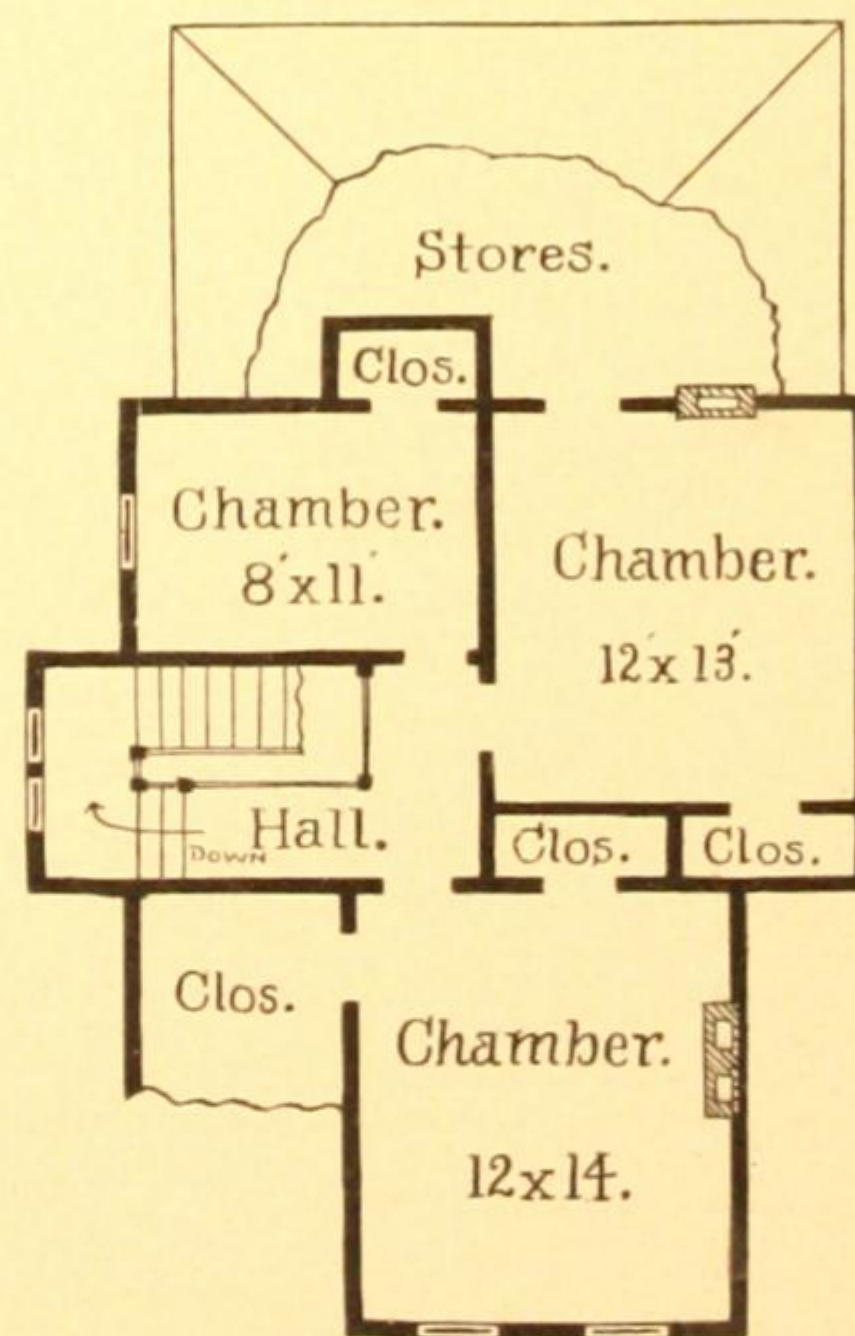 Stores.
Clos.
Chamber.
8'x11'.
Chamber.
12'x13'.
Hall.
DOWN
Clos.
Clos.
Clos.
Chamber.
12x14.